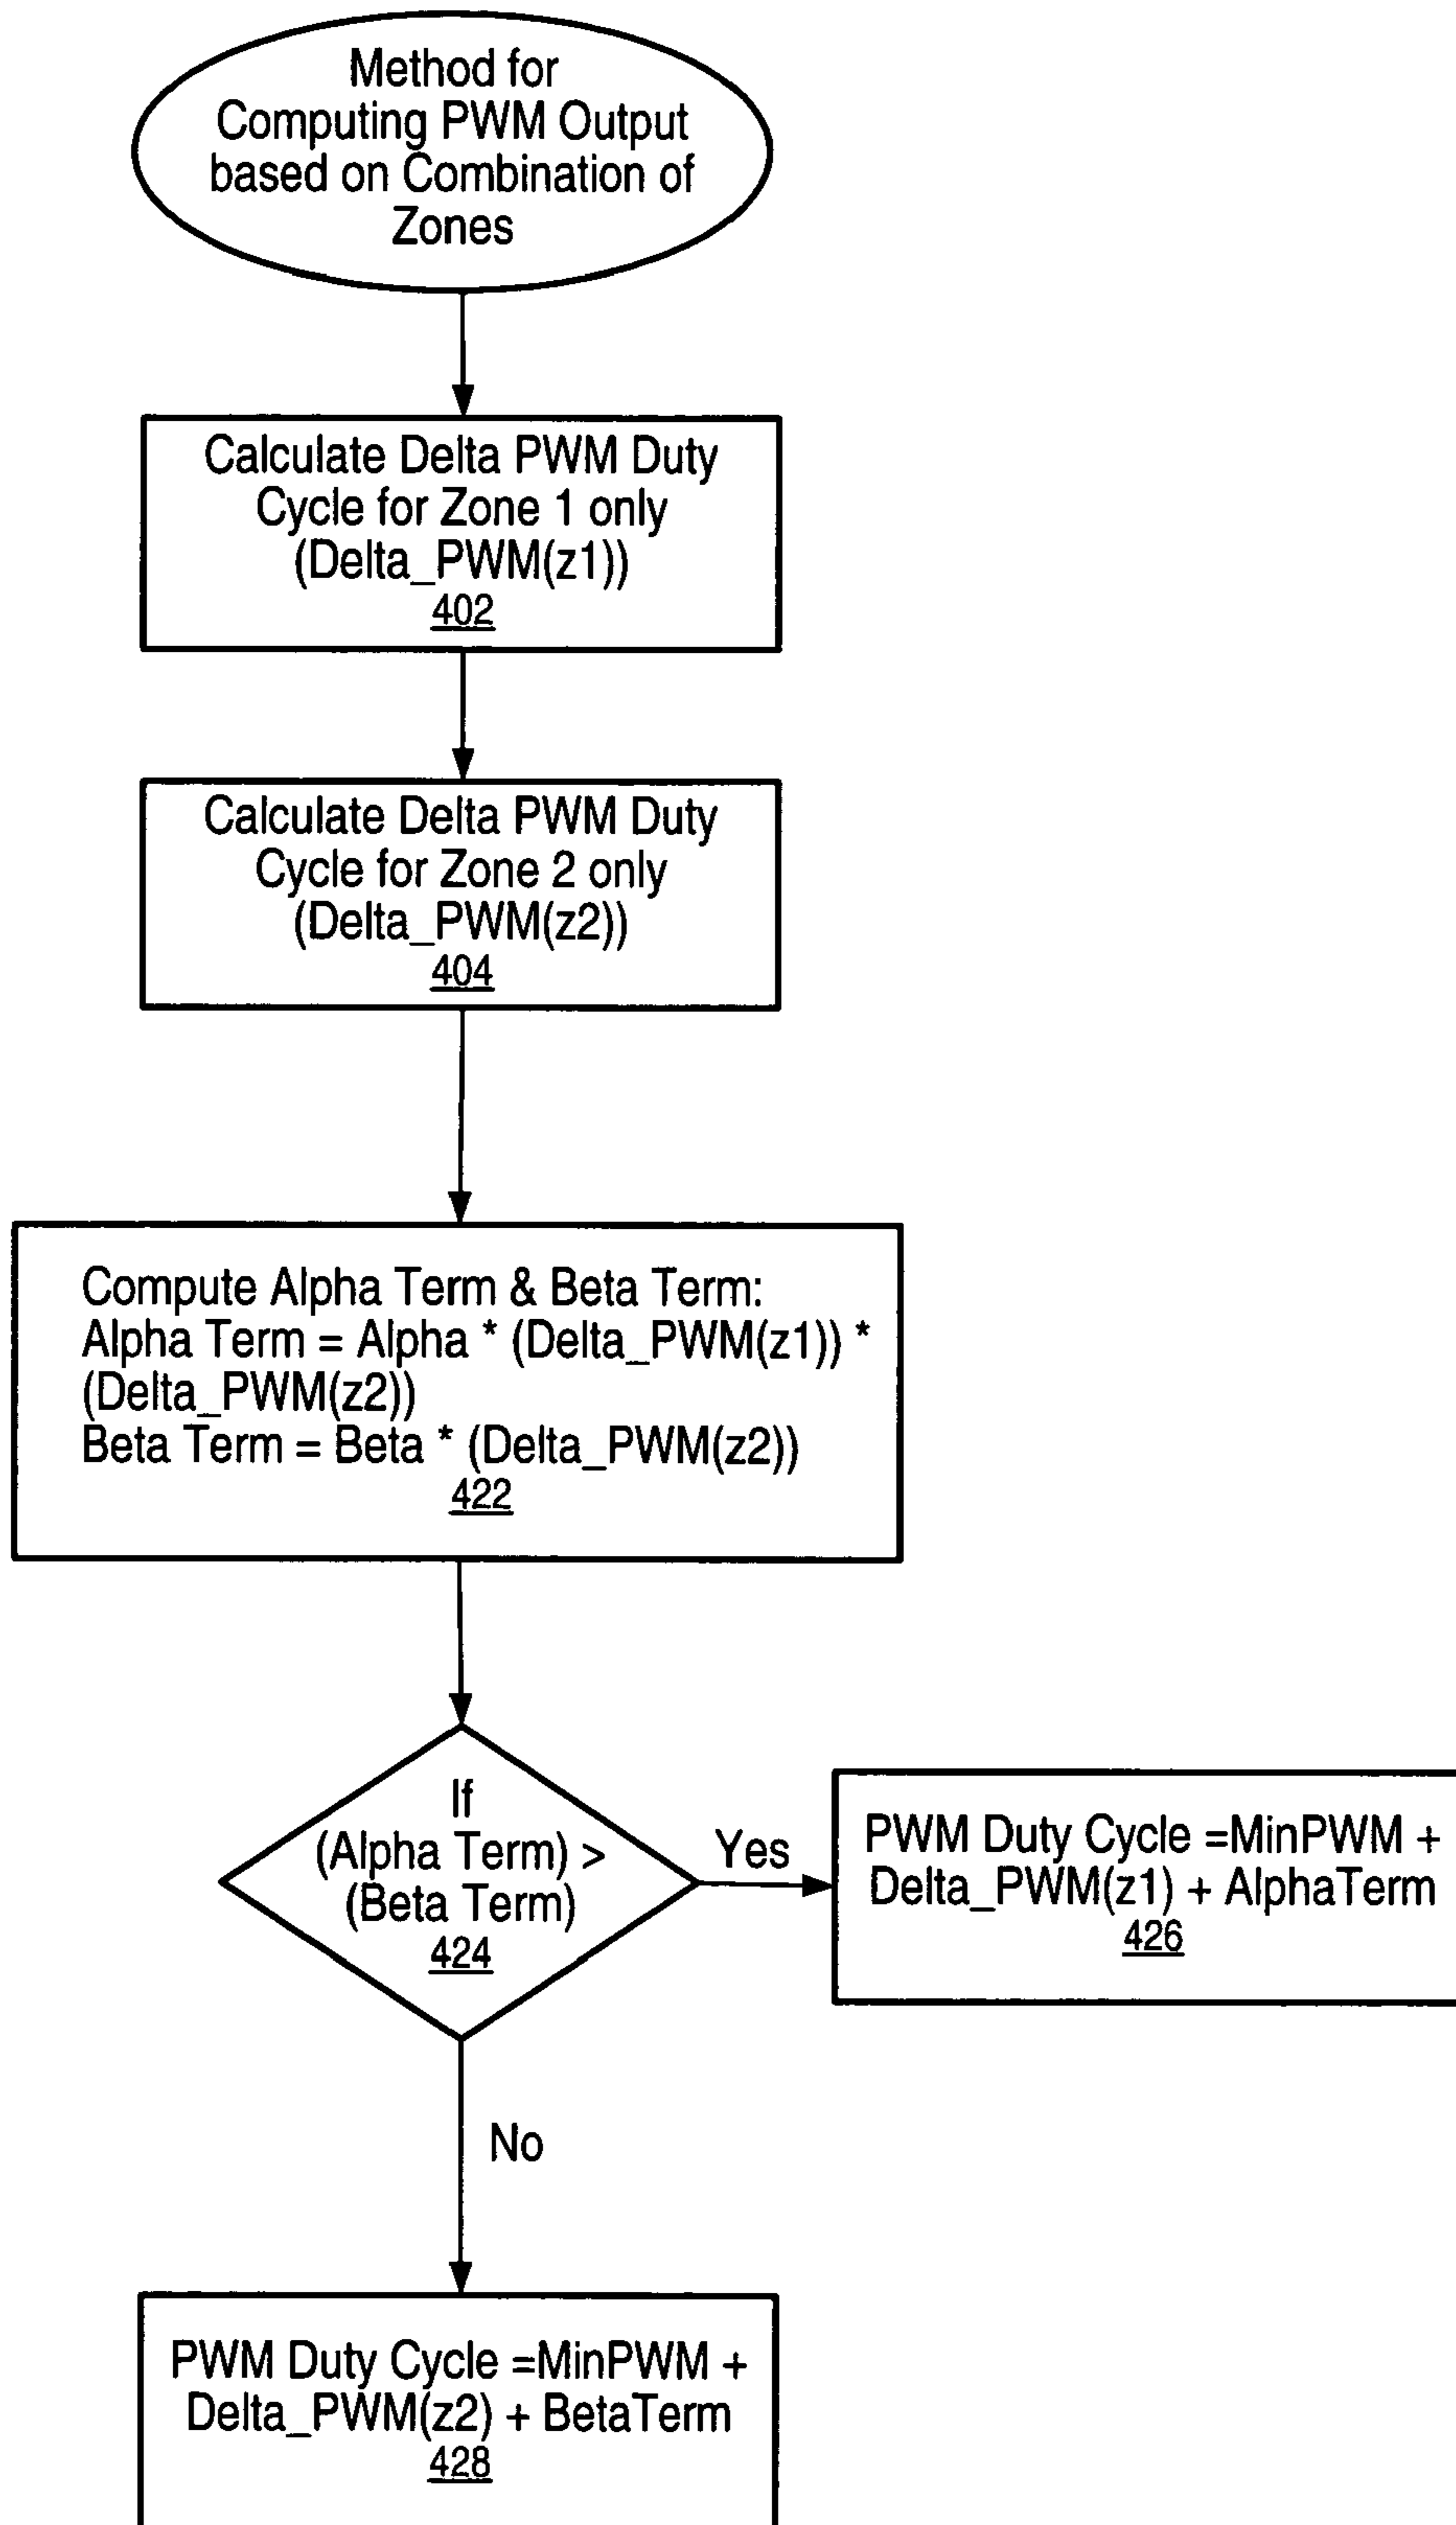 Method for
Computing PWM Output
based on Combination of
Zones
Calculate Delta PWM Duty
Cycle for Zone 1 only
(Delta_PWM(z1))
402
Calculate Delta PWM Duty
Cycle for Zone 2 only
(Delta_PWM(z2))
404
Compute Alpha Term & Beta Term:
Alpha Term = Alpha * (Delta_PWM(z1)) *
(Delta_PWM(z2))
Beta Term = Beta * (Delta_PWM(z2))
422
If
(Alpha Term) >
(Beta Term)
424
Yes
PWM Duty Cycle =MinPWM +
Delta_PWM(z1) + AlphaTerm
426
No
PWM Duty Cycle =MinPWM +
Delta_PWM(z2) + BetaTerm
428